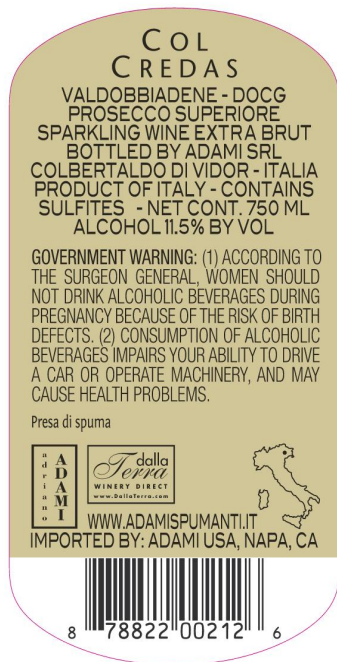 COL
CREDAS
VALDOBBIADENE - DOCG
PROSECCO SUPERIORE
SPARKLING WINE EXTRA BRUT
BOTTLED BY ADAMI SRL
COLBERTALDO DI VIDOR - ITALIA
PRODUCT OF ITALY - CONTAINS
SULFITES - NET CONT. 750 ML
ALCOHOL 11.5% BY VOL
GOVERNMENT WARNING: (1) ACCORDING TO
THE SURGEON GENERAL, WOMEN SHOULD
NOT DRINK ALCOHOLIC BEVERAGES DURING
PREGNANCY BECAUSE OF THE RISK OF BIRTH
DEFECTS. (2) CONSUMPTION OF ALCOHOLIC
BEVERAGES IMPAIRS YOUR ABILITY TO DRIVE
A CAR OR OPERATE MACHINERY, AND MAY
CAUSE HEALTH PROBLEMS.
Presa di spuma
adriano
ADAMI
dalla
Terra
WINERY DIRECT
www.DallaTerra.com
WWW.ADAMISPUMANTI.IT
IMPORTED BY: ADAMI USA, NAPA, CA
8 78822 00212 6